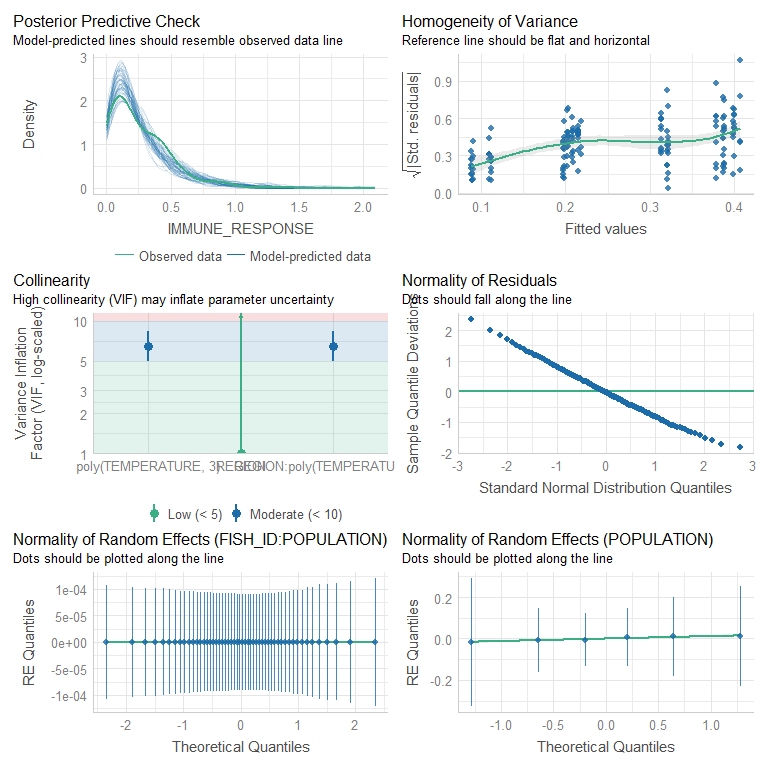 Posterior Predictive Check
Model-predicted lines should resemble observed data line
3
2
1
0
Density
0.0 0.5 1.0 1.5 2.0
IMMUNE_RESPONSE
Observed data Model-predicted data
Homogeneity of Variance
Reference line should be flat and horizontal
0.9
0.6
0.3
0.0
√|Std. residuals|
0.1 0.2 0.3 0.4
Fitted values
Collinearity
High collinearity (VIF) may inflate parameter uncertainty
10
5
3
2
1
Variance Inflation
Factor (VIF, log-scaled)
poly(TEMPERATURE, 3) REGION REGION:poly(TEMPERATU
Low (< 5) Moderate (< 10)
Normality of Residuals
Dots should fall along the line
2
1
0
-1
-2
Sample Quantile Deviations
-3 -2 -1 0 1 2 3
Standard Normal Distribution Quantiles
Normality of Random Effects (FISH_ID:POPULATION)
Dots should be plotted along the line
1e-04
5e-05
0e+00
-5e-05
-1e-04
RE Quantiles
-2 -1 0 1 2
Theoretical Quantiles
Normality of Random Effects (POPULATION)
Dots should be plotted along the line
0.2
0.0
-0.2
RE Quantiles
-1.0 -0.5 0.0 0.5 1.0
Theoretical Quantiles